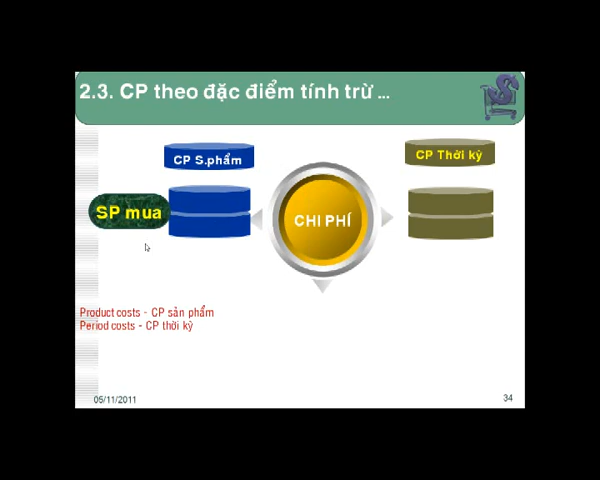 2.3. CP theo đặc điểm tính trừ ...
CP S.phẩm
CP Thời kỳ
SP mua
CHI PHÍ
Product costs - CP sản phẩm
Period costs - CP thời kỳ
05/11/2011
34